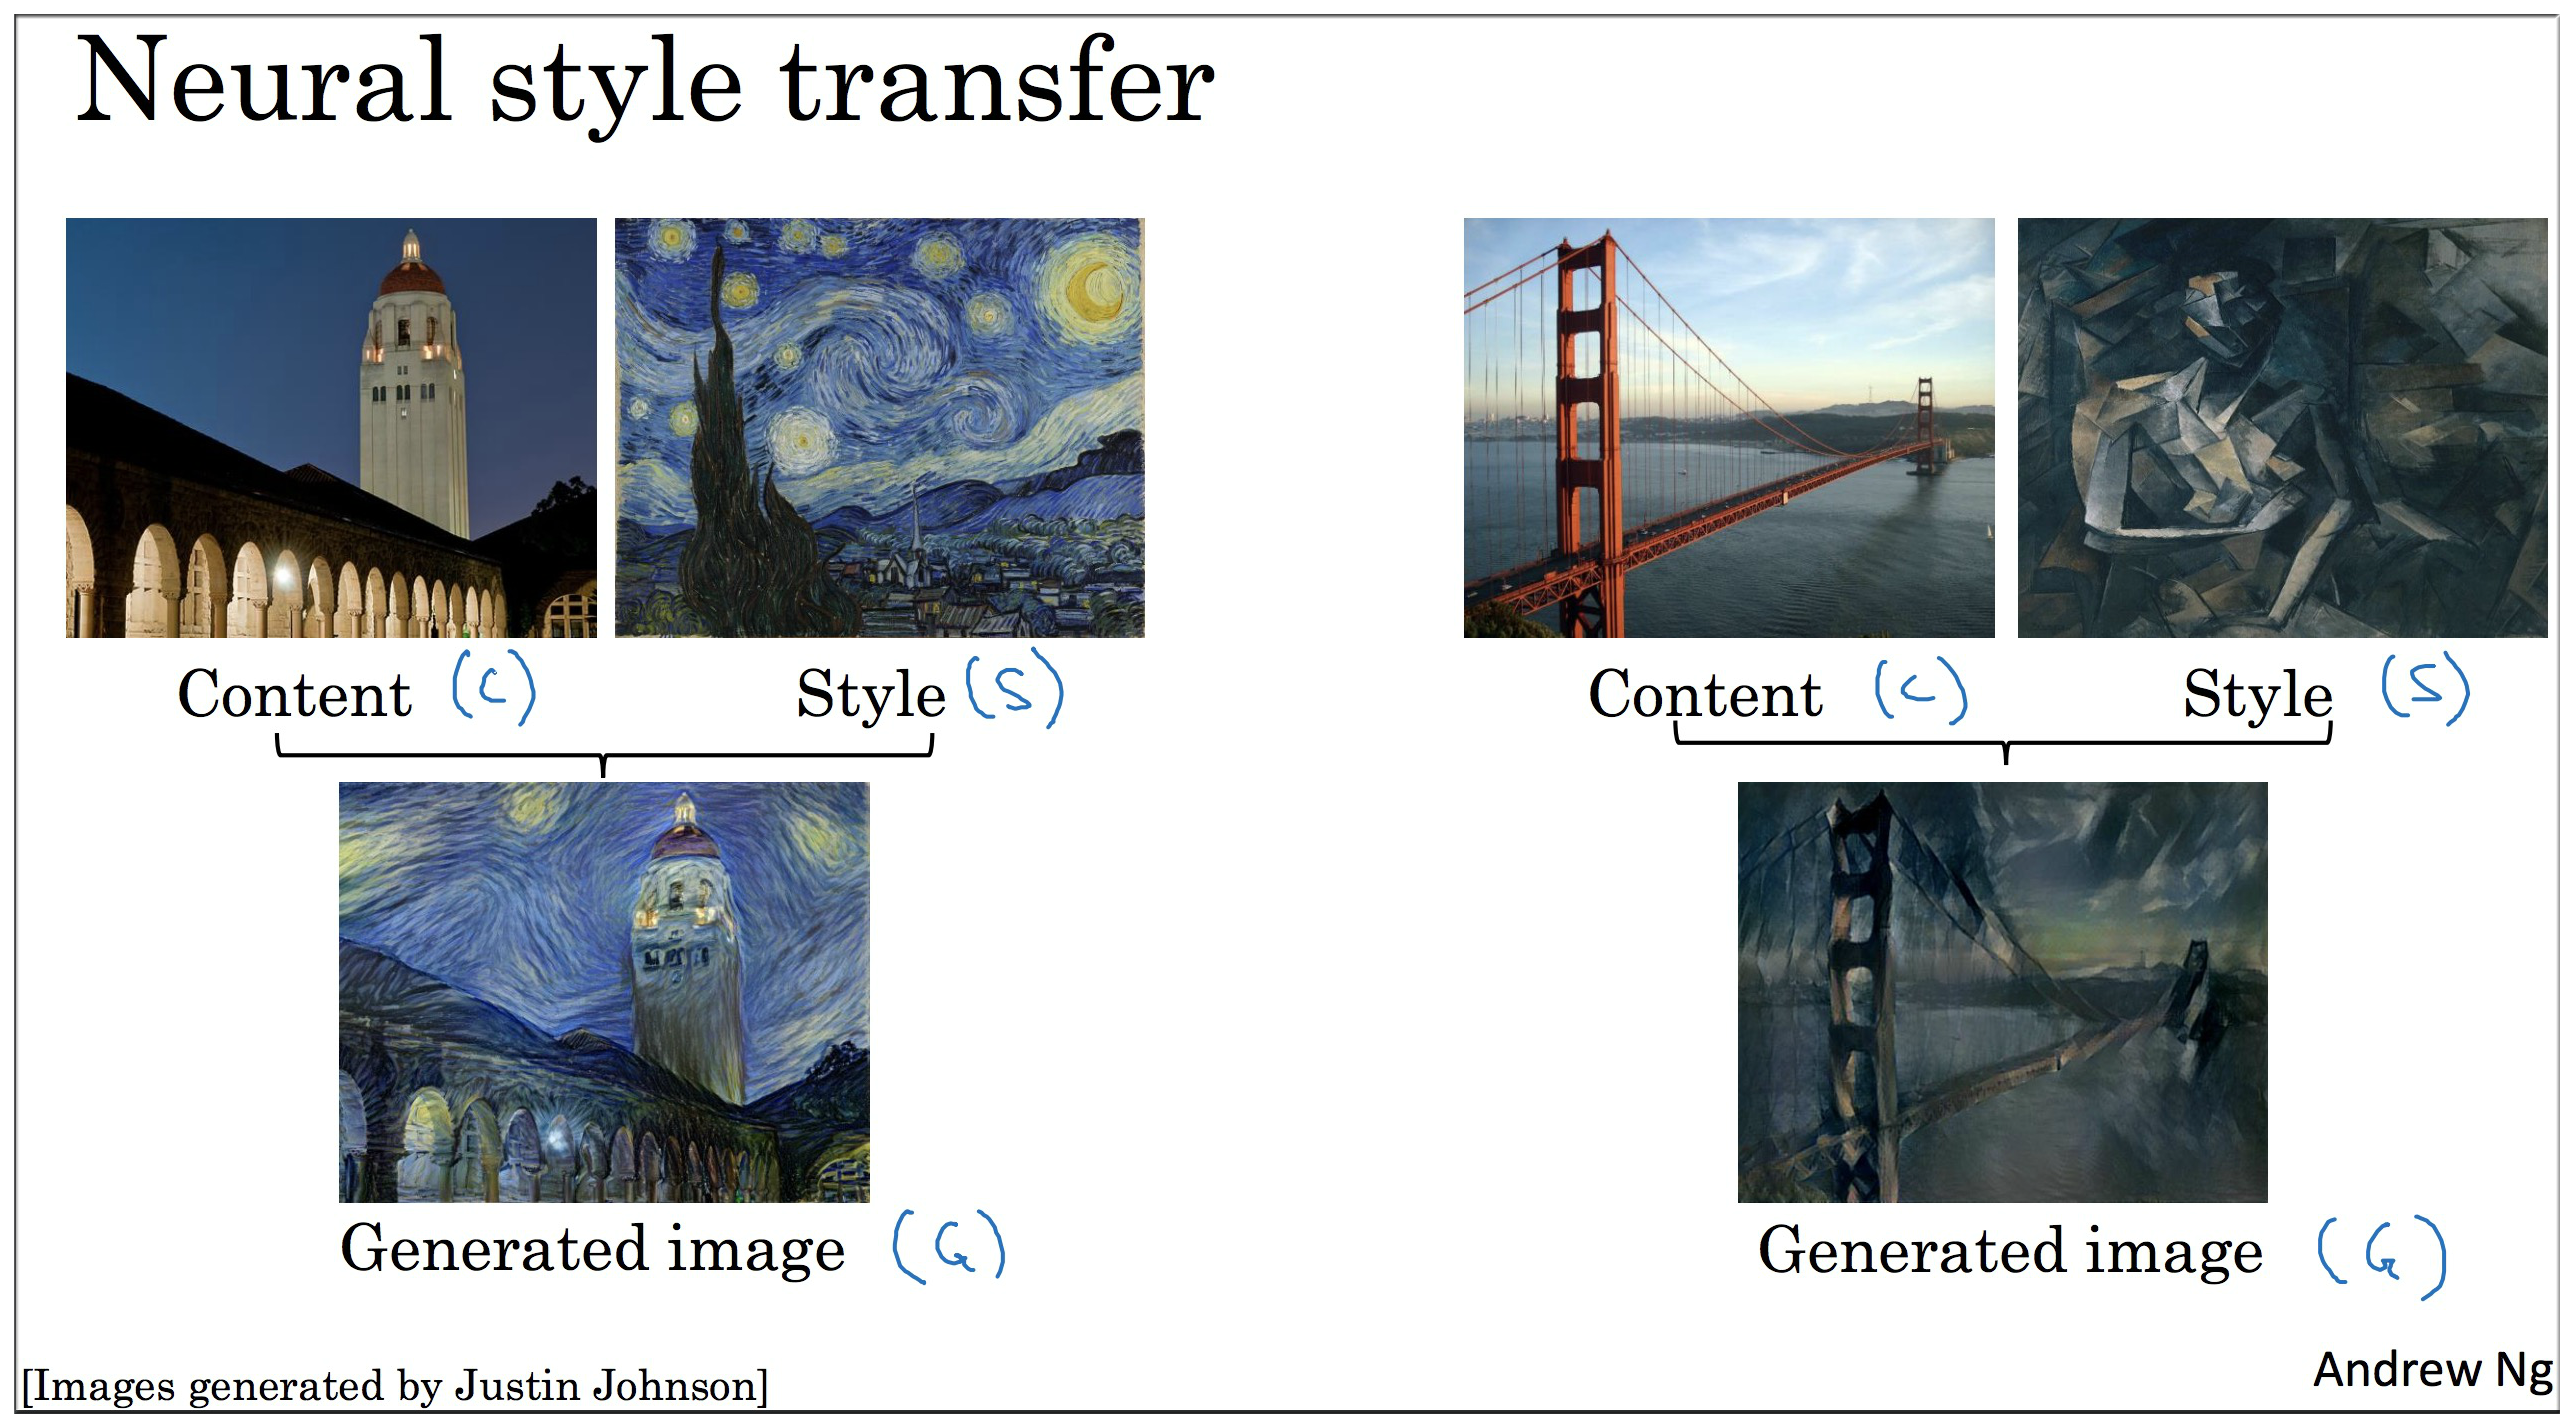 Neural style transfer
Content (C)
Style (S)
Generated image (G)
Content (C)
Style (S)
Generated image (G)
[Images generated by Justin Johnson]
Andrew Ng